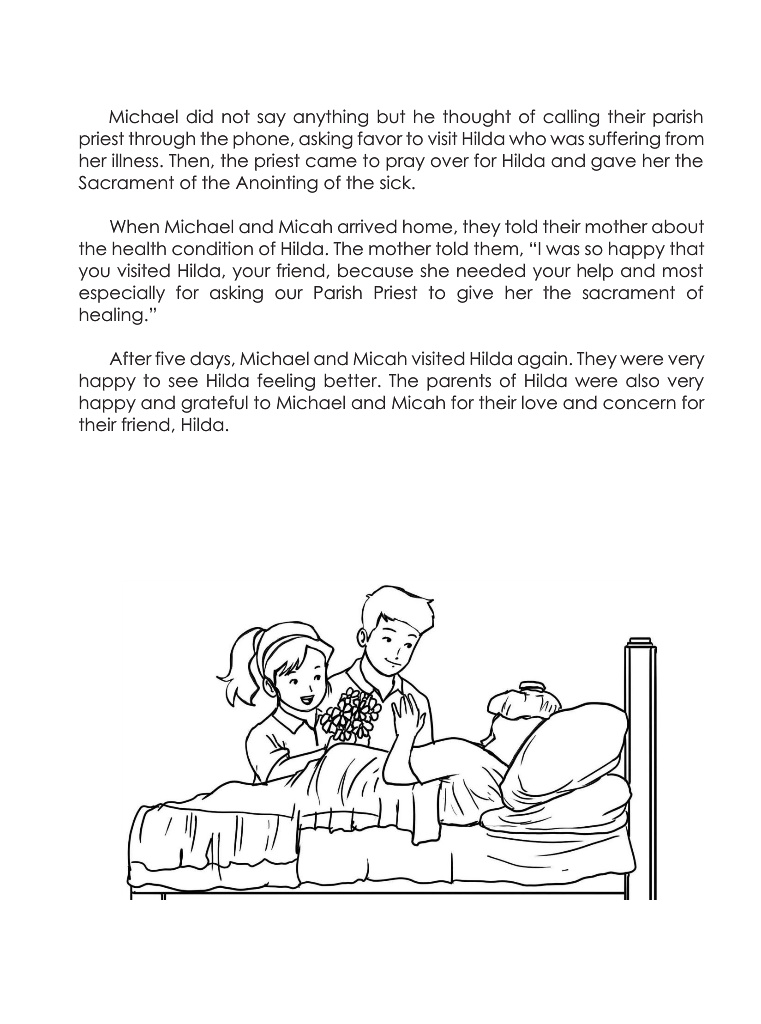 Michael did not say anything but he thought of calling their parish
priest through the phone, asking favor to visit Hilda who was suffering from
her illness. Then, the priest came to pray over for Hilda and gave her the
Sacrament of the Anointing of the sick.
When Michael and Micah arrived home, they told their mother about
the health condition of Hilda. The mother told them, “I was so happy that
you visited Hilda, your friend, because she needed your help and most
especially for asking our Parish Priest to give her the sacrament of
healing.”
After five days, Michael and Micah visited Hilda again. They were very
happy to see Hilda feeling better. The parents of Hilda were also very
happy and grateful to Michael and Micah for their love and concern for
their friend, Hilda.